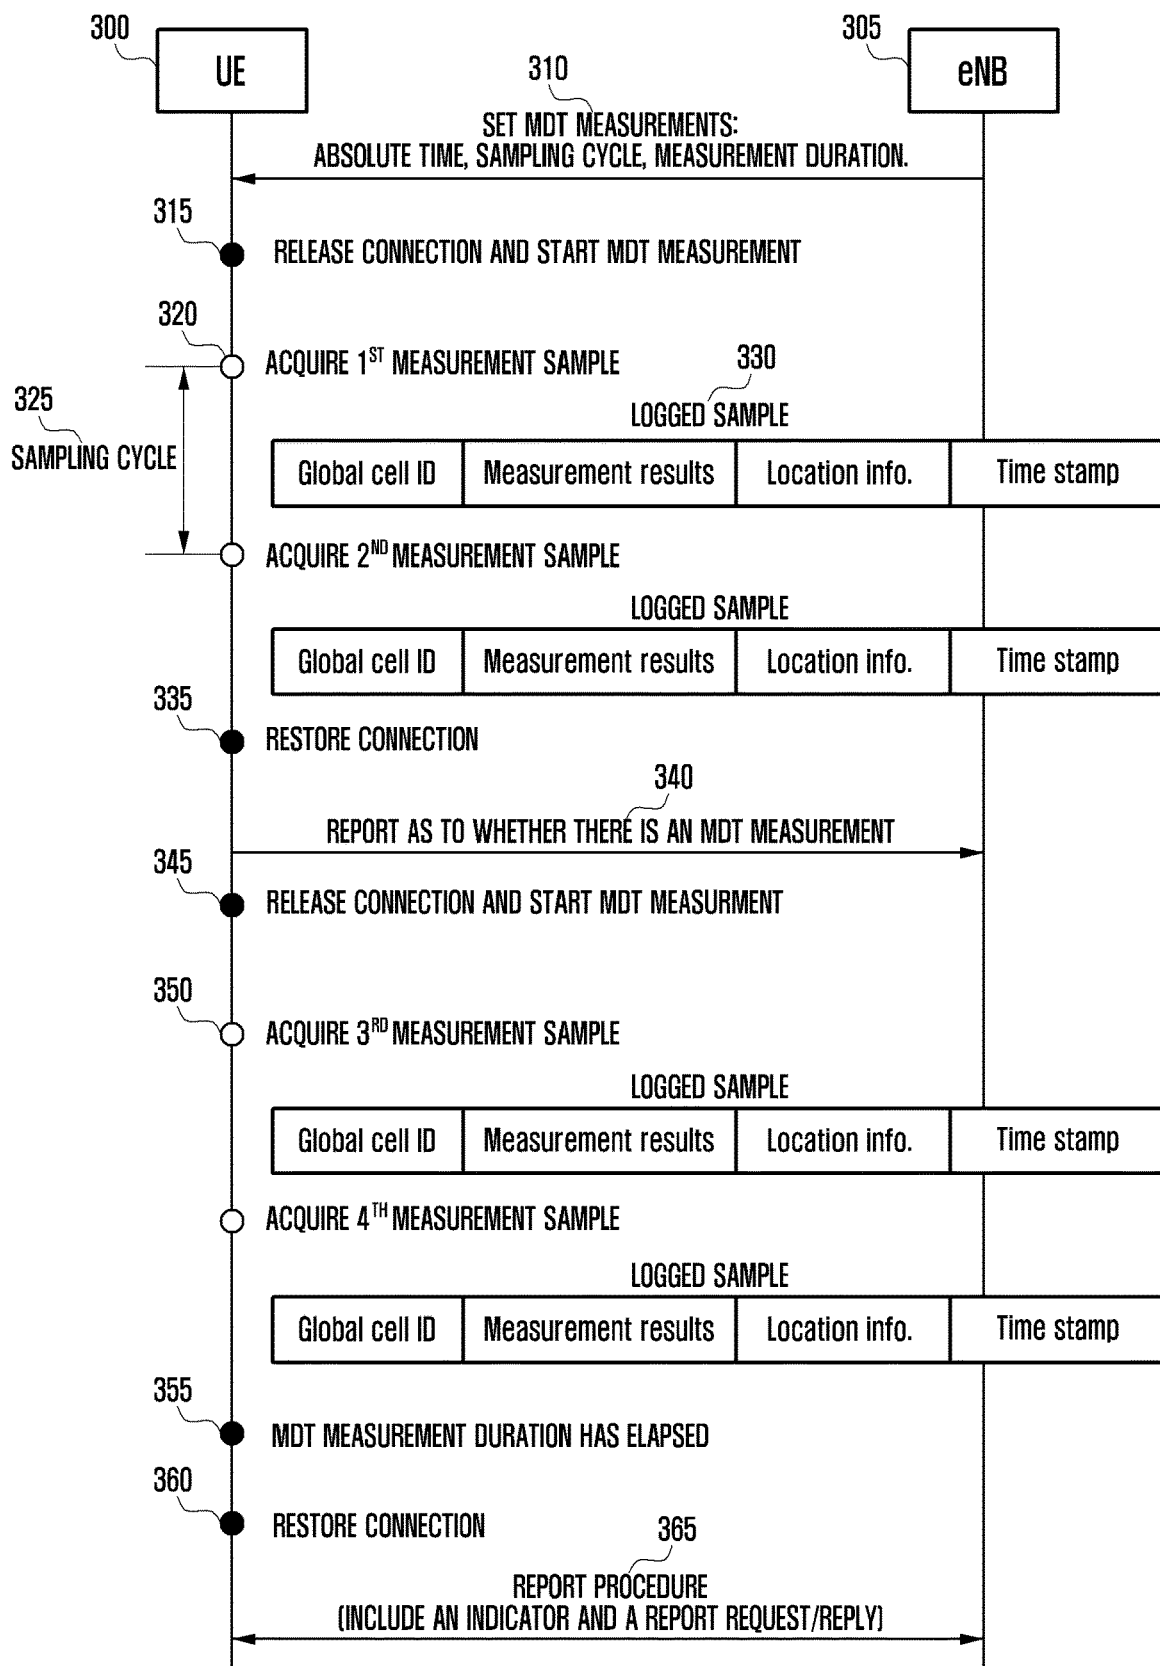 300
UE
305
eNB
310
SET MDT MEASUREMENTS:
ABSOLUTE TIME, SAMPLING CYCLE, MEASUREMENT DURATION.
315
RELEASE CONNECTION AND START MDT MEASUREMENT
320
ACQUIRE 1ST MEASUREMENT SAMPLE
325
SAMPLING CYCLE
330
LOGGED SAMPLE
Global cell ID Measurement results Location info. Time stamp
ACQUIRE 2ND MEASUREMENT SAMPLE
LOGGED SAMPLE
Global cell ID Measurement results Location info. Time stamp
335
RESTORE CONNECTION
340
REPORT AS TO WHETHER THERE IS AN MDT MEASUREMENT
345
RELEASE CONNECTION AND START MDT MEASURMENT
350
ACQUIRE 3RD MEASUREMENT SAMPLE
LOGGED SAMPLE
Global cell ID Measurement results Location info. Time stamp
ACQUIRE 4TH MEASUREMENT SAMPLE
LOGGED SAMPLE
Global cell ID Measurement results Location info. Time stamp
355
MDT MEASUREMENT DURATION HAS ELAPSED
360
RESTORE CONNECTION
365
REPORT PROCEDURE
(INCLUDE AN INDICATOR AND A REPORT REQUEST/REPLY)